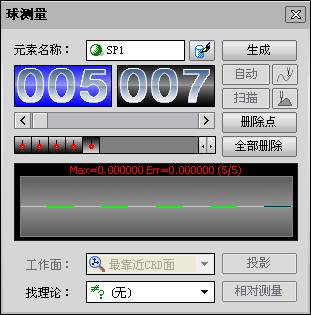 球测量
元素名称： SP1 生成
005 007 自动
扫描
删除点
全部删除
Max=0.000000 Err=0.000000 (5/5)
工作面： 最靠近CRD面 投影
找理论： (无) 相对测量